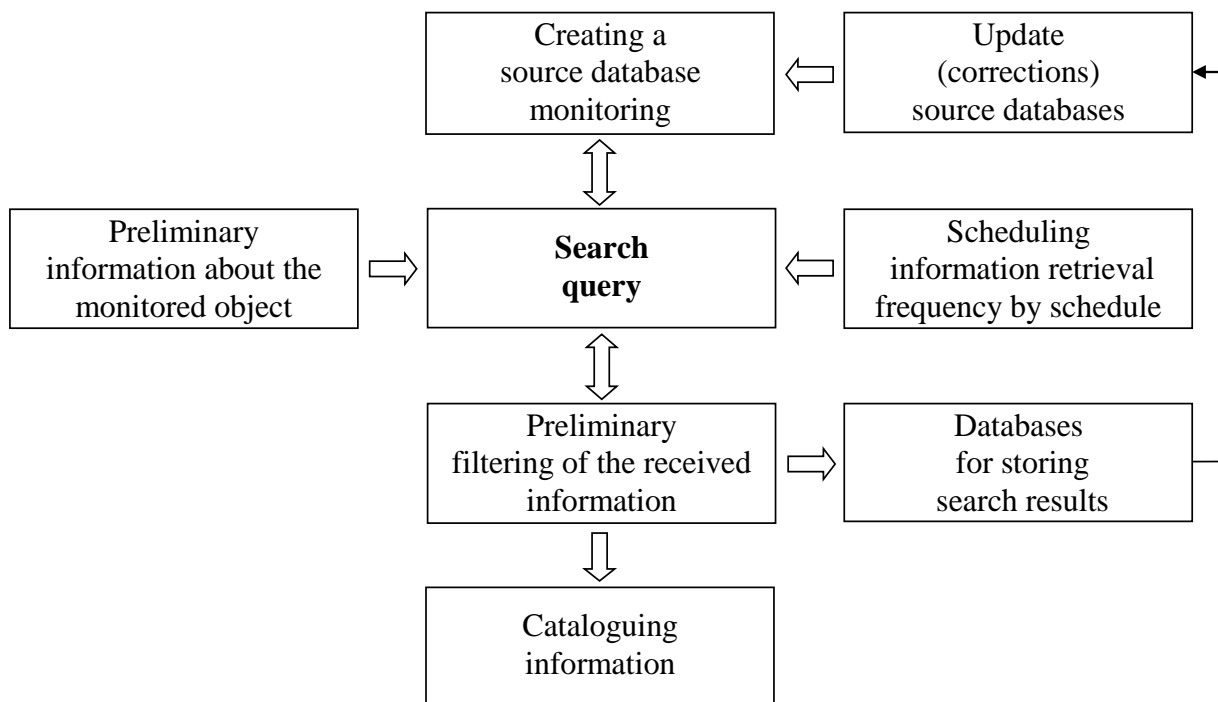 Creating a
source database
monitoring
Update
(corrections)
source databases
Preliminary
information about the
monitored object
Search
query
Scheduling
information retrieval
frequency by schedule
Preliminary
filtering of the received
information
Databases
for storing
search results
Cataloguing
information